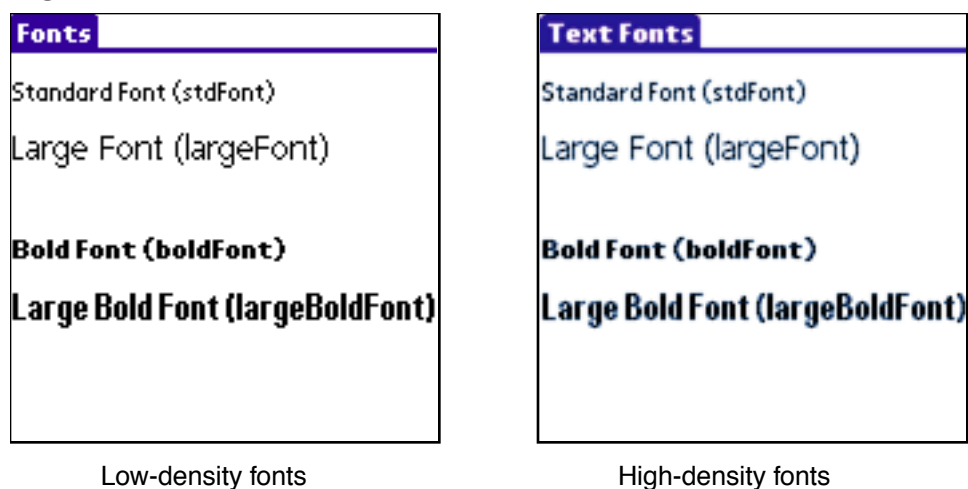 Fonts
Standard Font (stdFont)
Large Font (largeFont)
Bold Font (boldFont)
Large Bold Font (largeBoldFont)
Low-density fonts
Text Fonts
Standard Font (stdFont)
Large Font (largeFont)
Bold Font (boldFont)
Large Bold Font (largeBoldFont)
High-density fonts